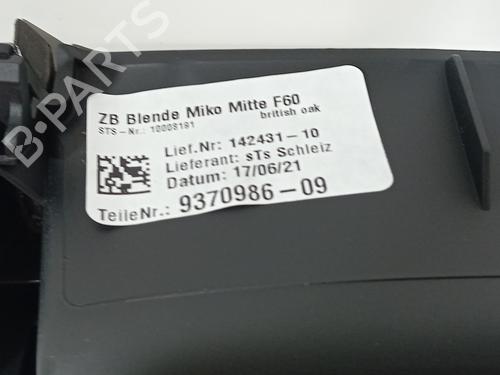 ZB Blende Miko Mitte F60
british oak
STS-Nr.: 10008191
Lief.Nr: 142431-10
Lieferant: sTs Schleiz
Datum: 17/06/21
TeileNr.: 9370986-09
B-PARTS